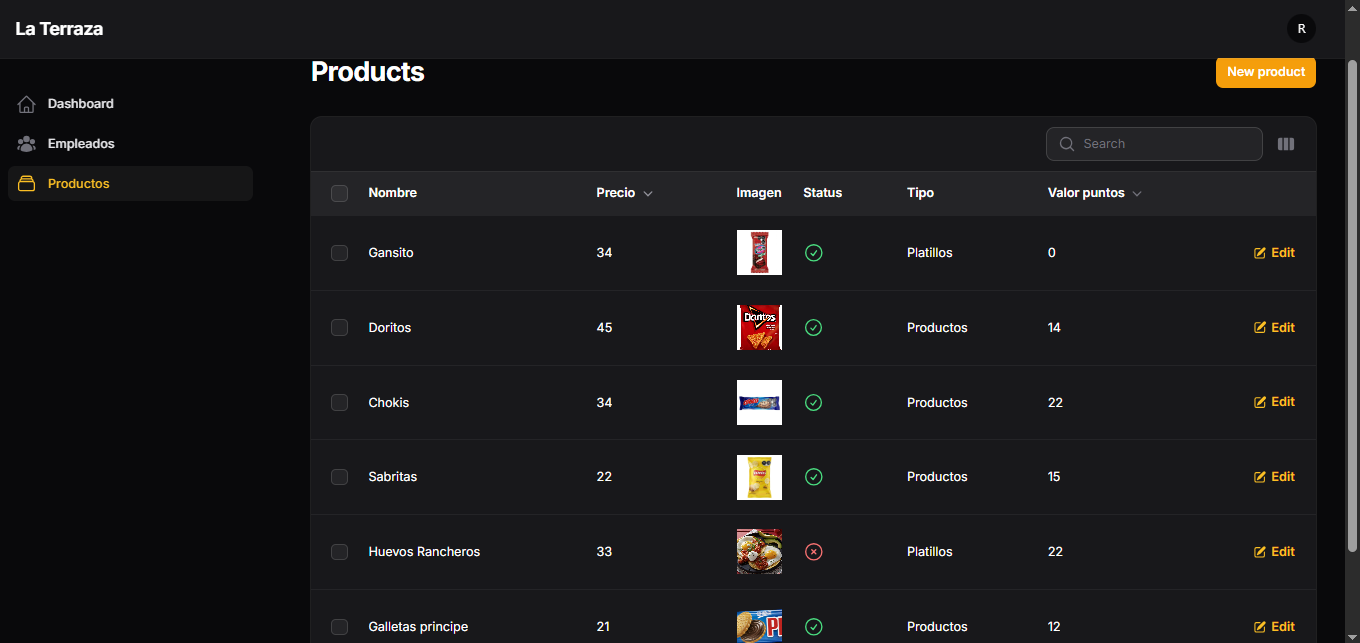 La Terraza
R
Products
New product
Dashboard
Empleados
Productos
Search
Nombre Precio Imagen Status Tipo Valor puntos
Gansito 34 Platillos 0 Edit
Doritos 45 Doritos Productos 14 Edit
Chokis 34 Productos 22 Edit
Sabritas 22 Productos 15 Edit
Huevos Rancheros 33 Platillos 22 Edit
Galletas principe 21 Productos 12 Edit